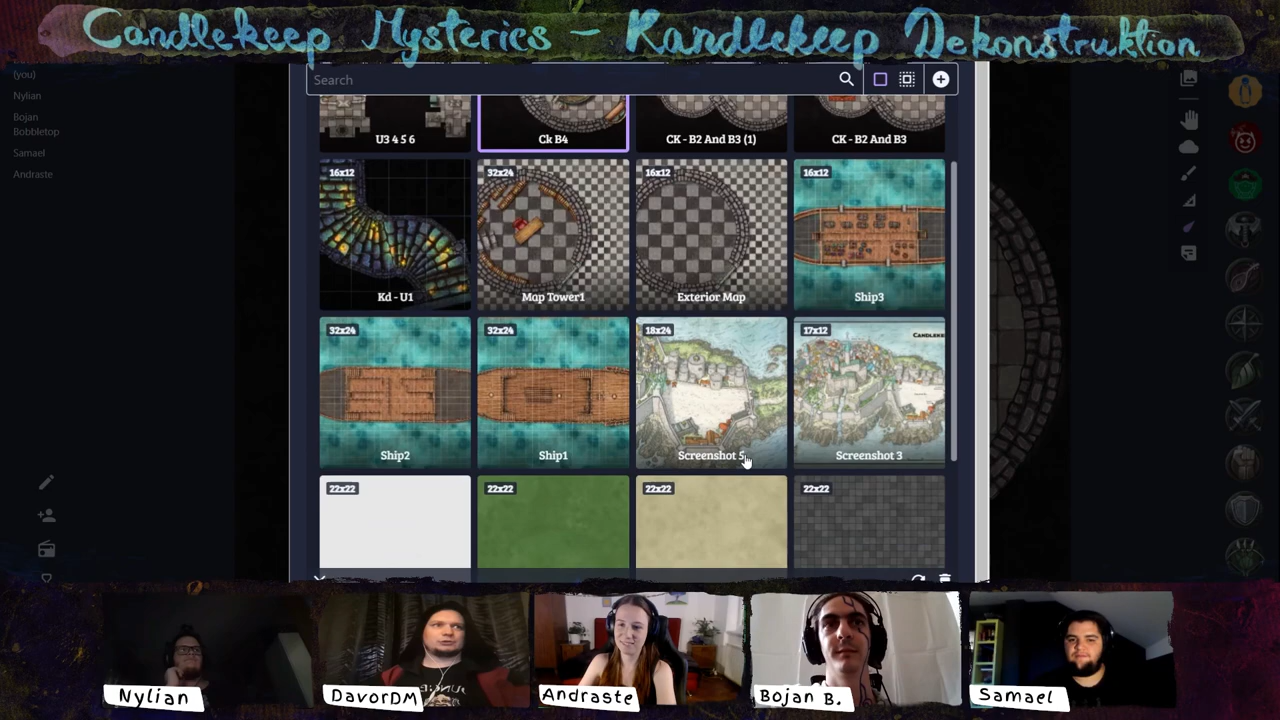 Candlekeep Mysteries - Kandlekeep Dekonstruktion
(you)
Nylian
Bojan
Bobbletop
Samael
Andraste
Search
U3 4 5 6
Ck B4
CK - B2 And B3 (1)
CK - B2 And B3
16x12
32x24
16x12
16x12
Kd - U1
Map Tower1
Exterior Map
Ship3
32x24
32x24
18x24
17x12
Ship2
Ship1
Screenshot 5
Screenshot 3
22x22
22x22
22x22
22x22
Nylian
DavorDM
Andraste
Bojan B.
Samael